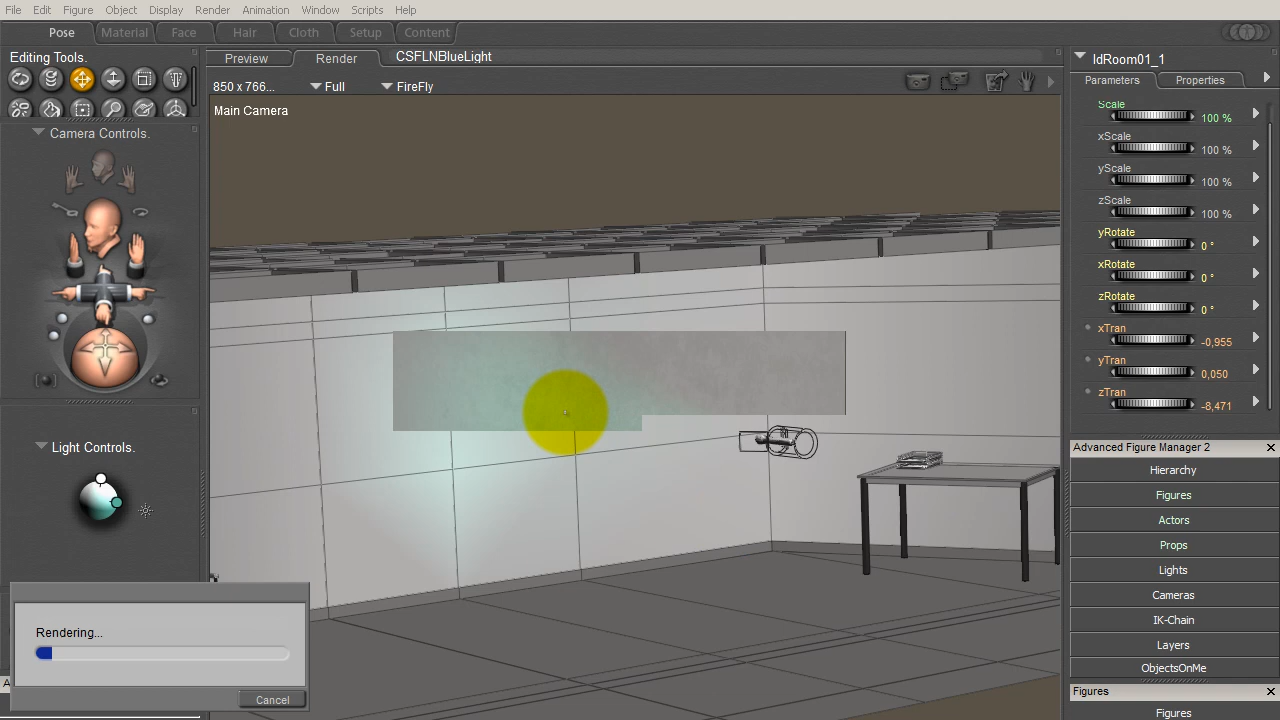 File Edit Figure Object Display Render Animation Window Scripts Help
Pose Material Face Hair Cloth Setup Content
Editing Tools.
Preview Render CSFLNBlueLight
850 x 766... Full FireFly
Main Camera
Camera Controls.
Light Controls.
Rendering...
Cancel
A
IdRoom01_1
Parameters Properties
Scale
100 %
xScale
100 %
yScale
100 %
zScale
100 %
yRotate
0 °
xRotate
0 °
zRotate
0 °
xTran
-0,955
yTran
0,050
zTran
-8,471
Advanced Figure Manager 2
Hierarchy
Figures
Actors
Props
Lights
Cameras
IK-Chain
Layers
ObjectsOnMe
Figures
Figures